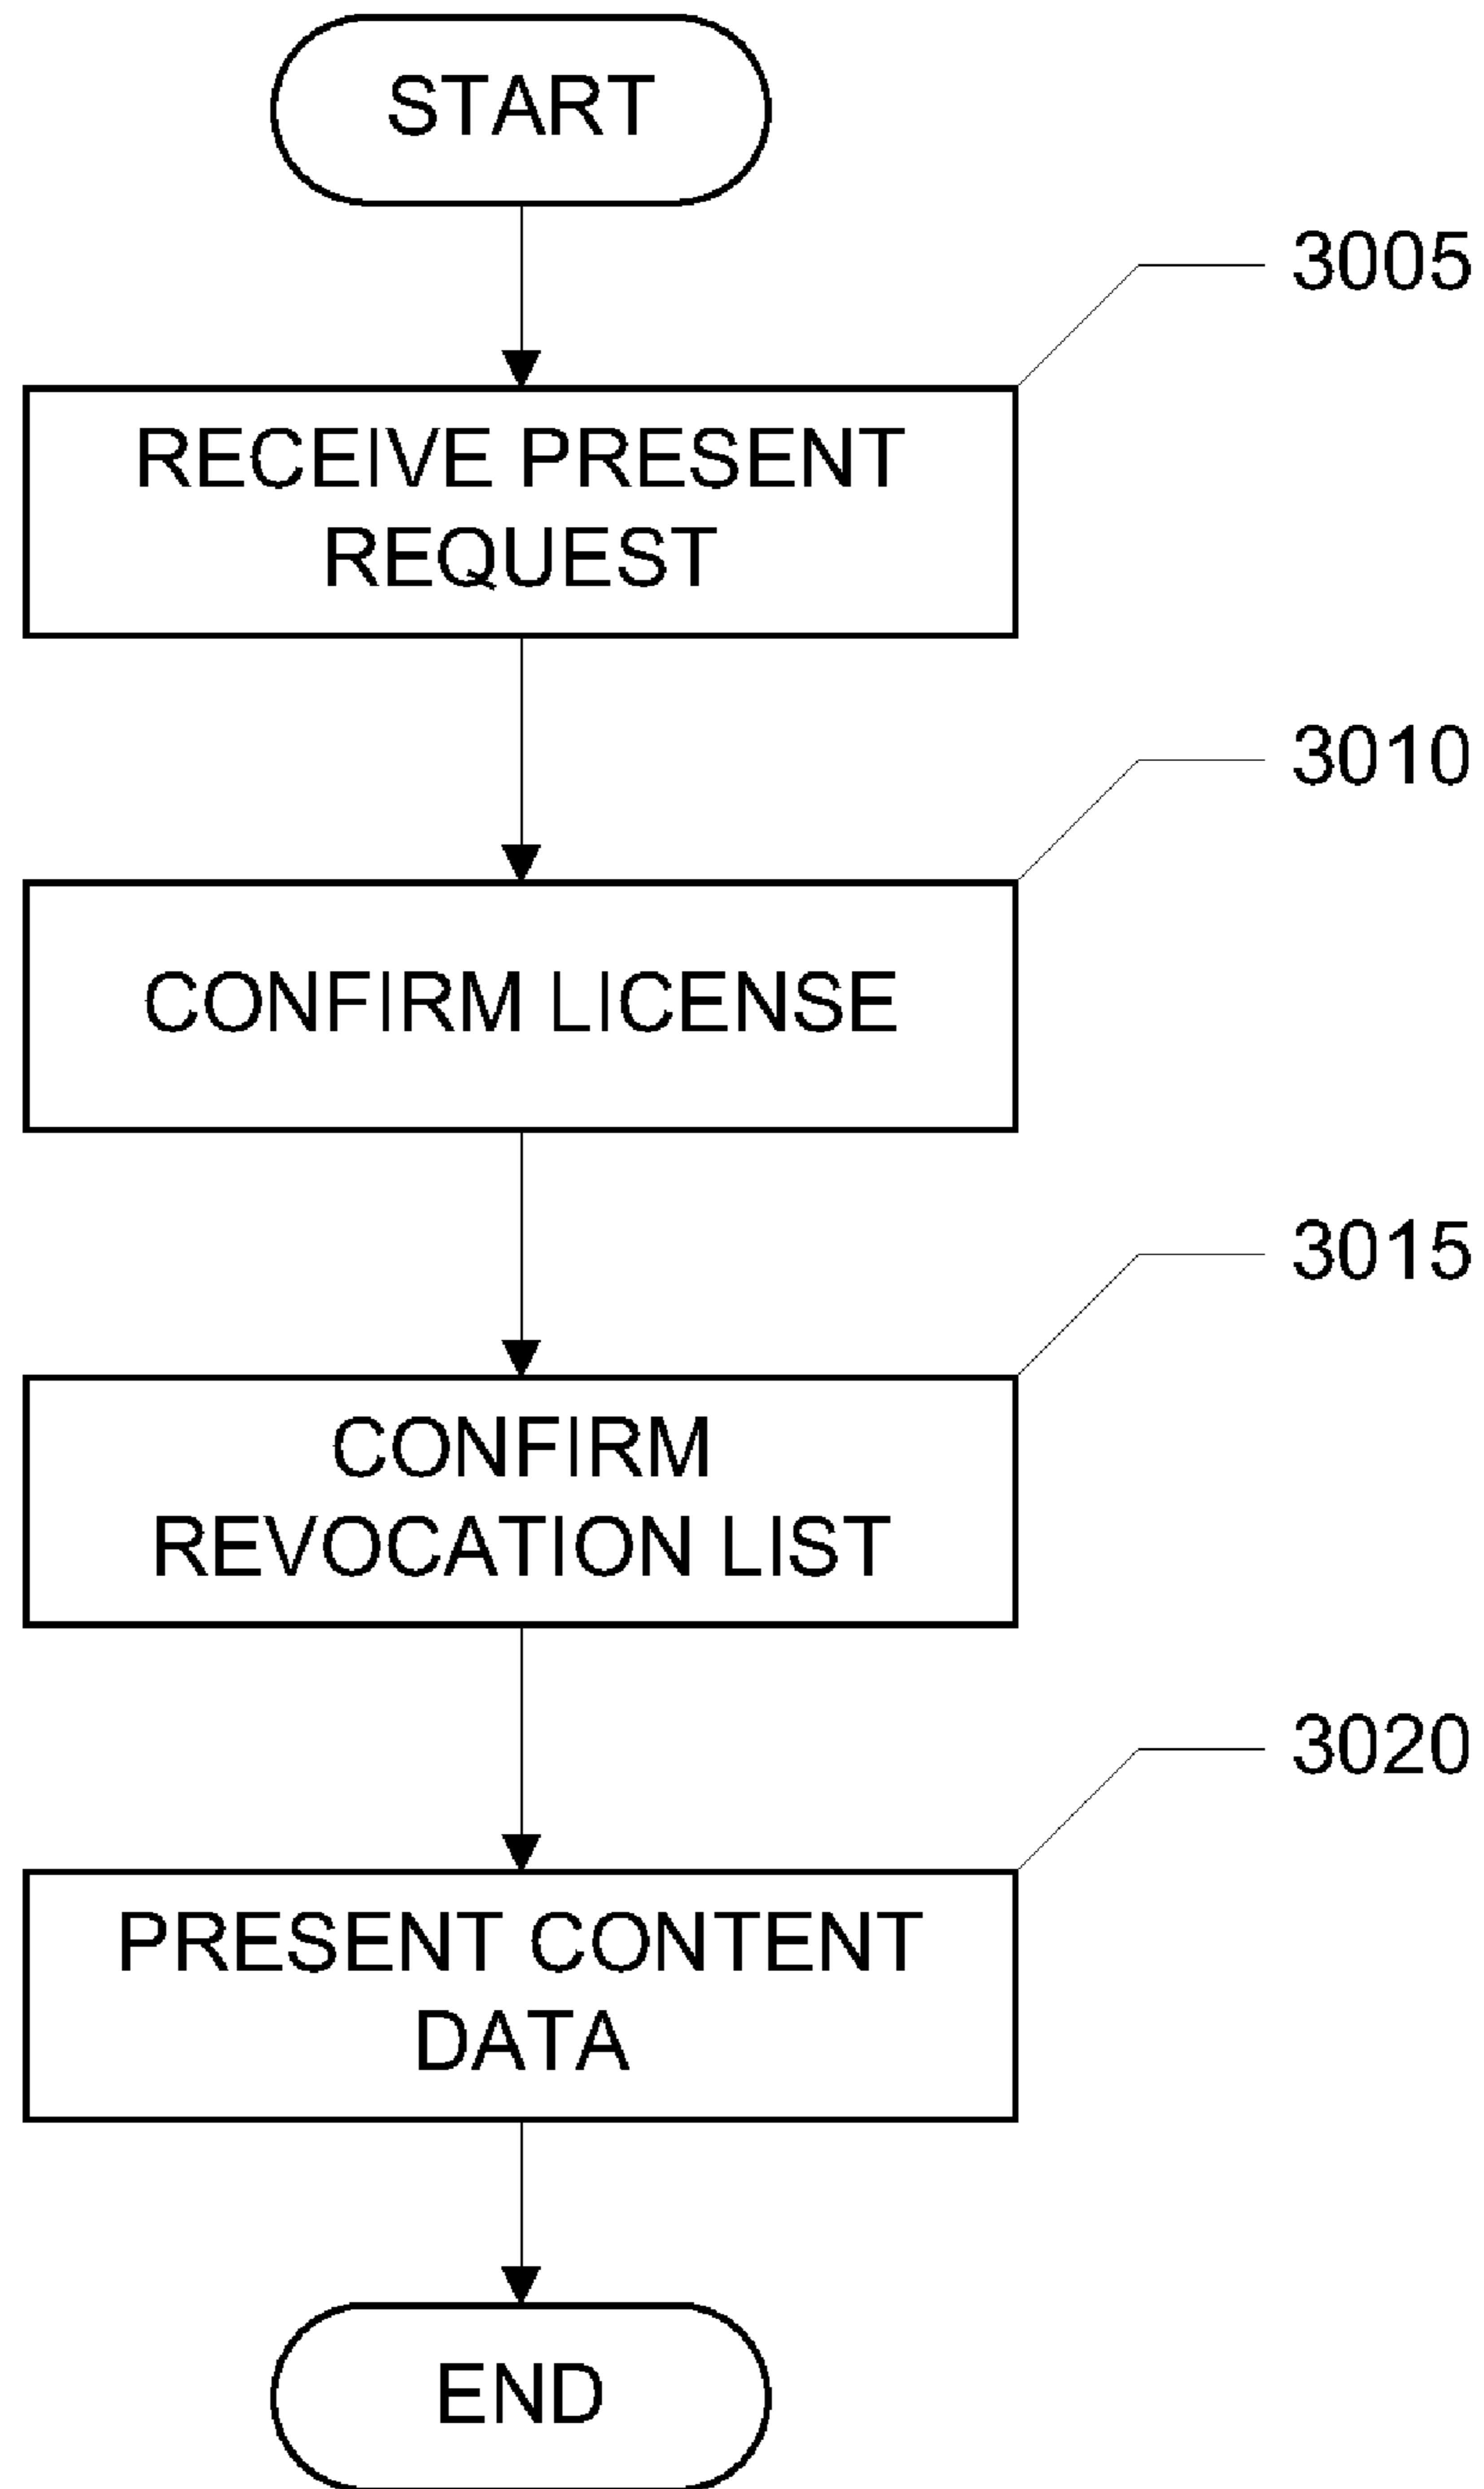 START
3005
RECEIVE PRESENT
REQUEST
3010
CONFIRM LICENSE
3015
CONFIRM
REVOCATION LIST
3020
PRESENT CONTENT
DATA
END